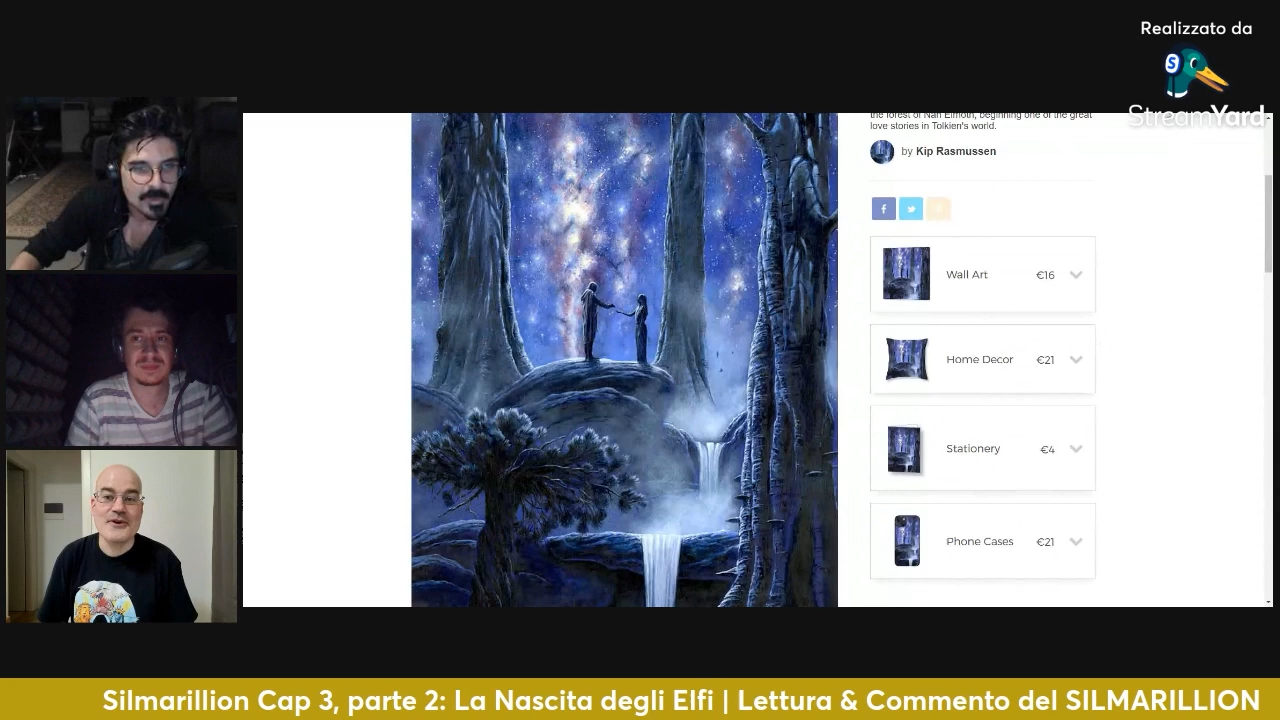 Realizzato da
S
StreamYard
the forest of Nan Elmoth, beginning one of the great
love stories in Tolkien's world.
by Kip Rasmussen
f
Wall Art €16
Home Decor €21
Stationery €4
Phone Cases €21
Silmarillion Cap 3, parte 2: La Nascita degli Elfi | Lettura & Commento del SILMARILLION